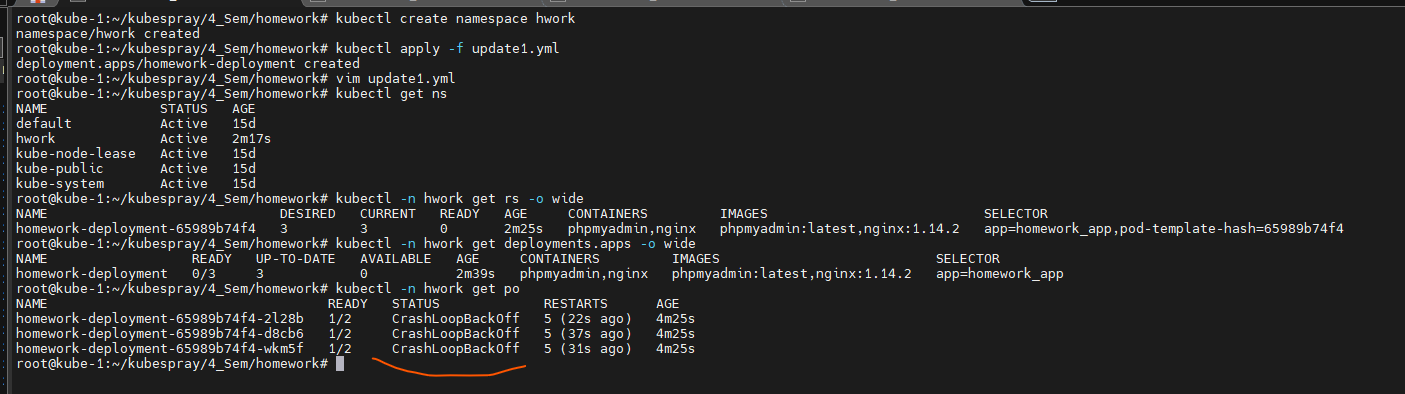 root@kube-1:~/kubespray/4_Sem/homework# kubectl create namespace hwork
namespace/hwork created
root@kube-1:~/kubespray/4_Sem/homework# kubectl apply -f update1.yml
deployment.apps/homework-deployment created
root@kube-1:~/kubespray/4_Sem/homework# vim update1.yml
root@kube-1:~/kubespray/4_Sem/homework# kubectl get ns
NAME              STATUS   AGE
default           Active   15d
hwork             Active   2m17s
kube-node-lease   Active   15d
kube-public       Active   15d
kube-system       Active   15d
root@kube-1:~/kubespray/4_Sem/homework# kubectl -n hwork get rs -o wide
NAME                             DESIRED   CURRENT   READY   AGE     CONTAINERS         IMAGES                           SELECTOR
homework-deployment-65989b74f4   3         3         0       2m25s   phpmyadmin,nginx   phpmyadmin:latest,nginx:1.14.2   app=homework_app,pod-template-hash=65989b74f4
root@kube-1:~/kubespray/4_Sem/homework# kubectl -n hwork get deployments.apps -o wide
NAME                  READY   UP-TO-DATE   AVAILABLE   AGE     CONTAINERS         IMAGES                           SELECTOR
homework-deployment   0/3     3            0           2m39s   phpmyadmin,nginx   phpmyadmin:latest,nginx:1.14.2   app=homework_app
root@kube-1:~/kubespray/4_Sem/homework# kubectl -n hwork get po
NAME                                   READY   STATUS             RESTARTS      AGE
homework-deployment-65989b74f4-2l28b   1/2     CrashLoopBackOff   5 (22s ago)   4m25s
homework-deployment-65989b74f4-d8cb6   1/2     CrashLoopBackOff   5 (37s ago)   4m25s
homework-deployment-65989b74f4-wkm5f   1/2     CrashLoopBackOff   5 (31s ago)   4m25s
root@kube-1:~/kubespray/4_Sem/homework#